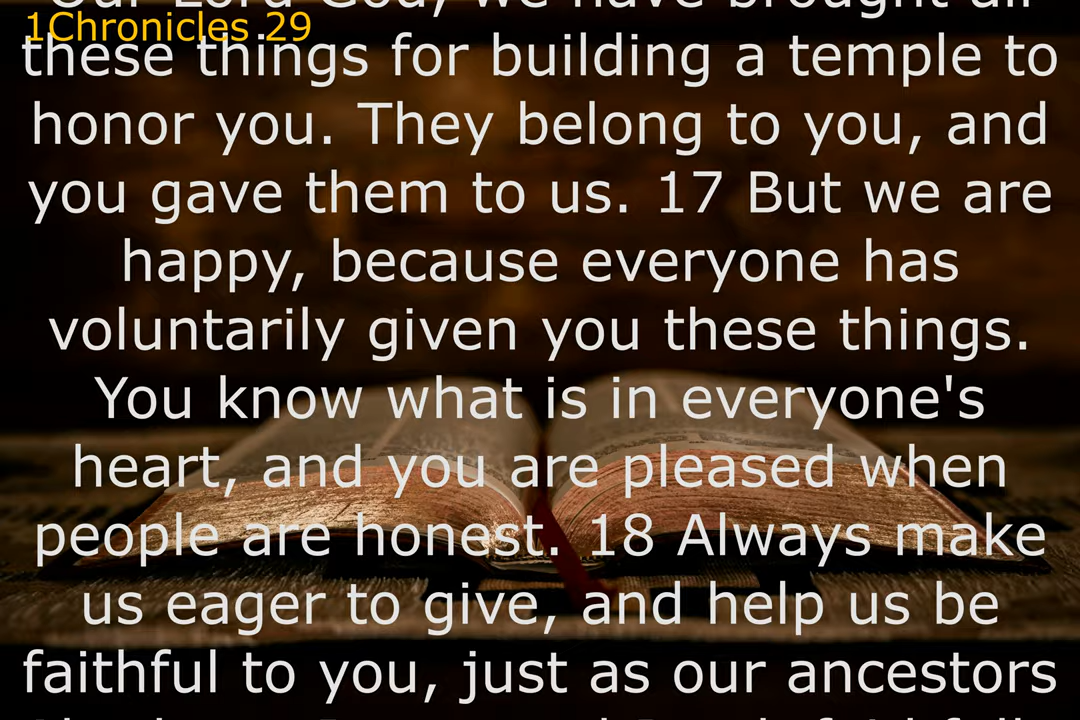 Our Lord God, we have brought all
1Chronicles 29
these things for building a temple to
honor you. They belong to you, and
you gave them to us. 17 But we are
happy, because everyone has
voluntarily given you these things.
You know what is in everyone's
heart, and you are pleased when
people are honest. 18 Always make
us eager to give, and help us be
faithful to you, just as our ancestors